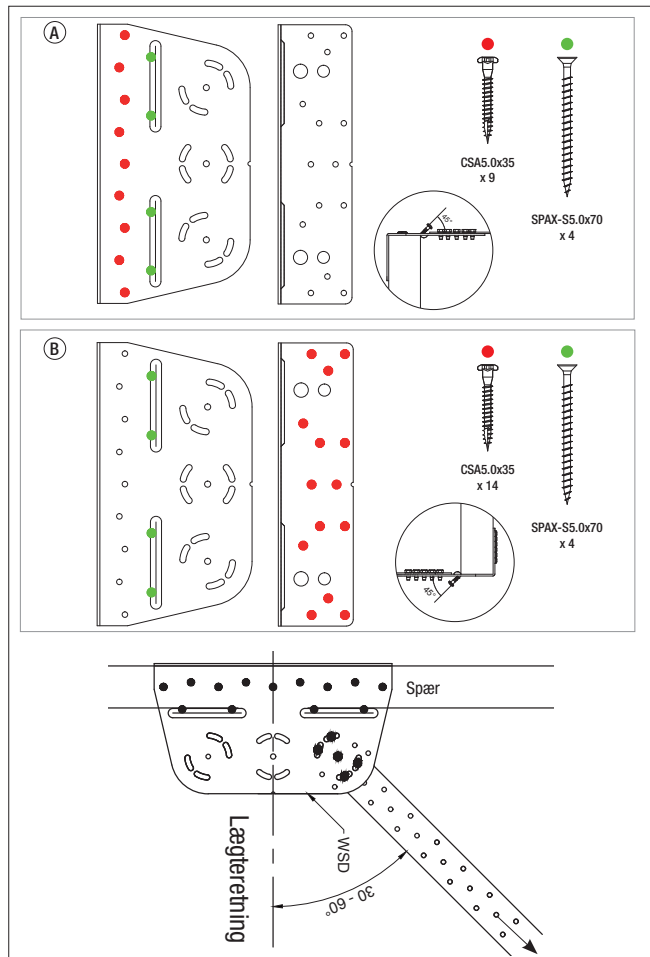 A
CSA5.0x35
x 9
SPAX-S5.0x70
x 4
45°
B
CSA5.0x35
x 14
SPAX-S5.0x70
x 4
45°
Spær
Lægteretning
WSD
30 - 60°